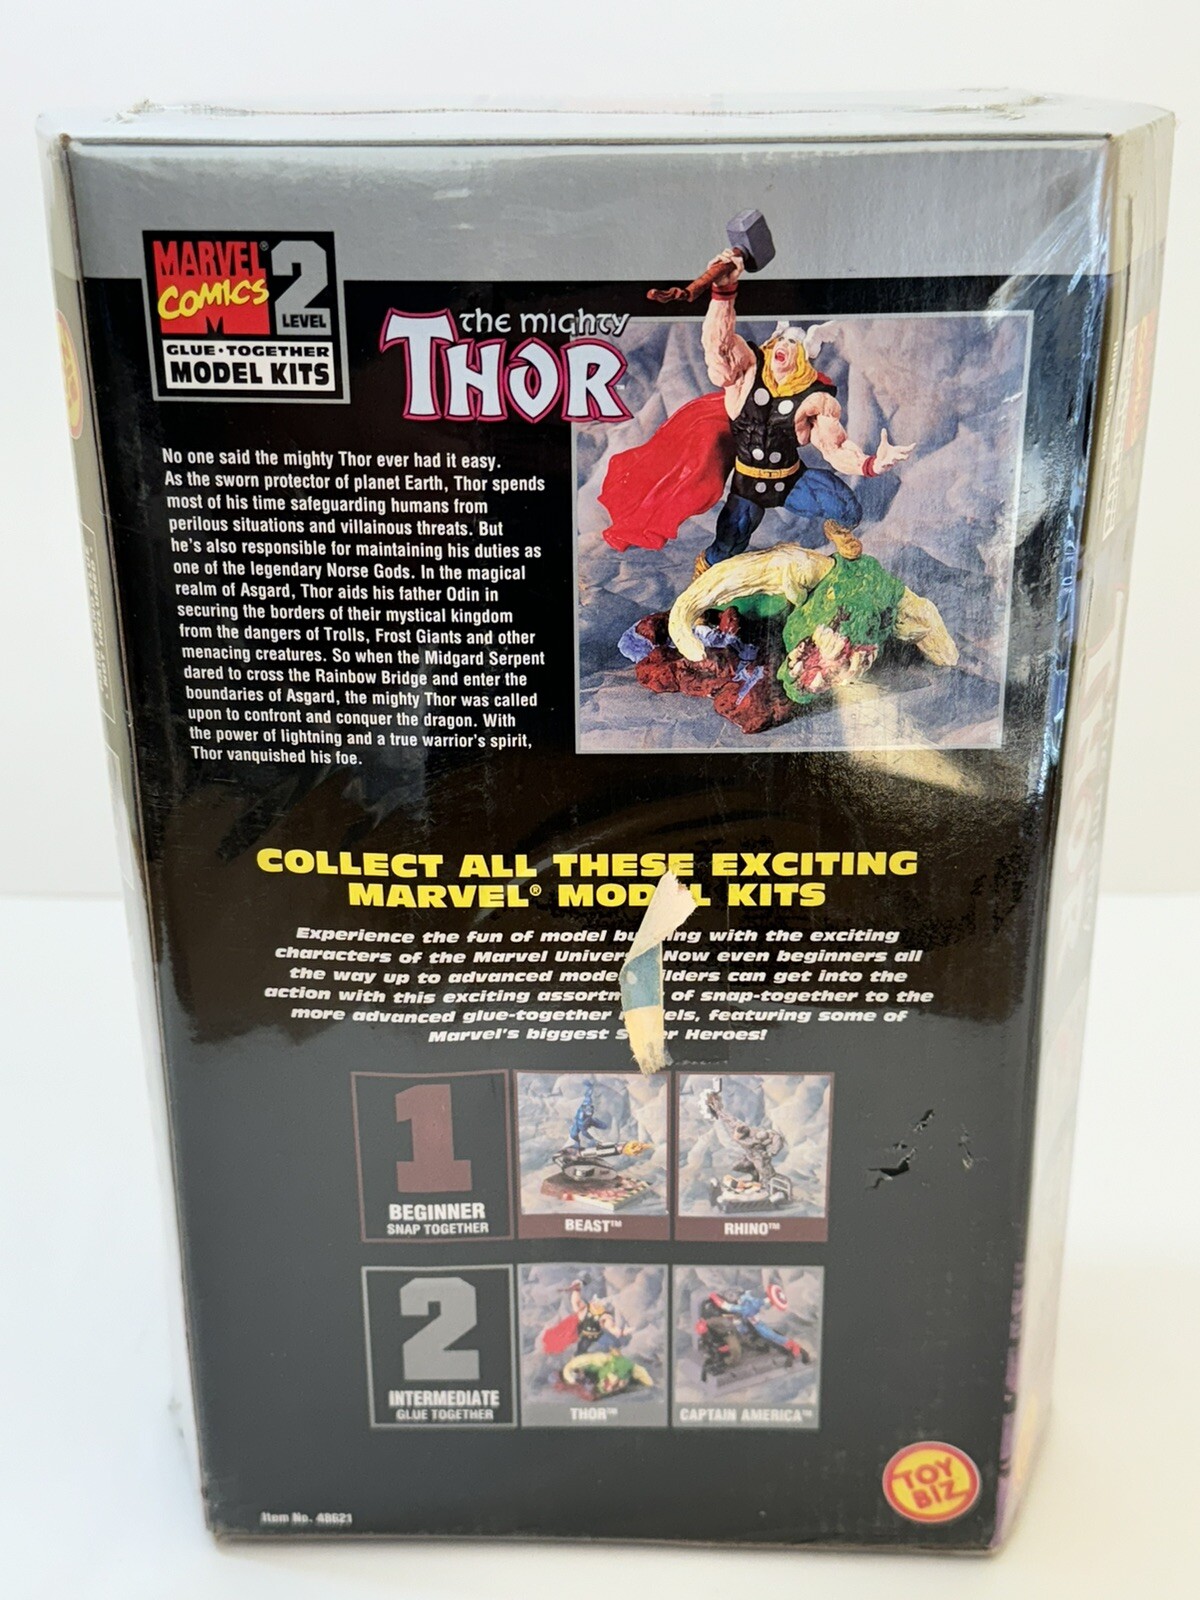 MARVEL®
COMICS
M
2
LEVEL
GLUE•TOGETHER
MODEL KITS
the mighty
THOR™
No one said the mighty Thor ever had it easy.
As the sworn protector of planet Earth, Thor spends
most of his time safeguarding humans from
perilous situations and villainous threats. But
he's also responsible for maintaining his duties as
one of the legendary Norse Gods. In the magical
realm of Asgard, Thor aids his father Odin in
securing the borders of their mystical kingdom
from the dangers of Trolls, Frost Giants and other
menacing creatures. So when the Midgard Serpent
dared to cross the Rainbow Bridge and enter the
boundaries of Asgard, the mighty Thor was called
upon to confront and conquer the dragon. With
the power of lightning and a true warrior's spirit,
Thor vanquished his foe.
COLLECT ALL THESE EXCITING
MARVEL® MODEL KITS
Experience the fun of model bu ng with the exciting
characters of the Marvel Univers Now even beginners all
the way up to advanced mode ilders can get into the
action with this exciting assortm of snap-together to the
more advanced glue-together els, featuring some of
Marvel's biggest S er Heroes!
1
BEGINNER
SNAP TOGETHER
BEAST™
RHINO™
2
INTERMEDIATE
GLUE TOGETHER
THOR™
CAPTAIN AMERICA™
TOY
BIZ
Item No. 48621